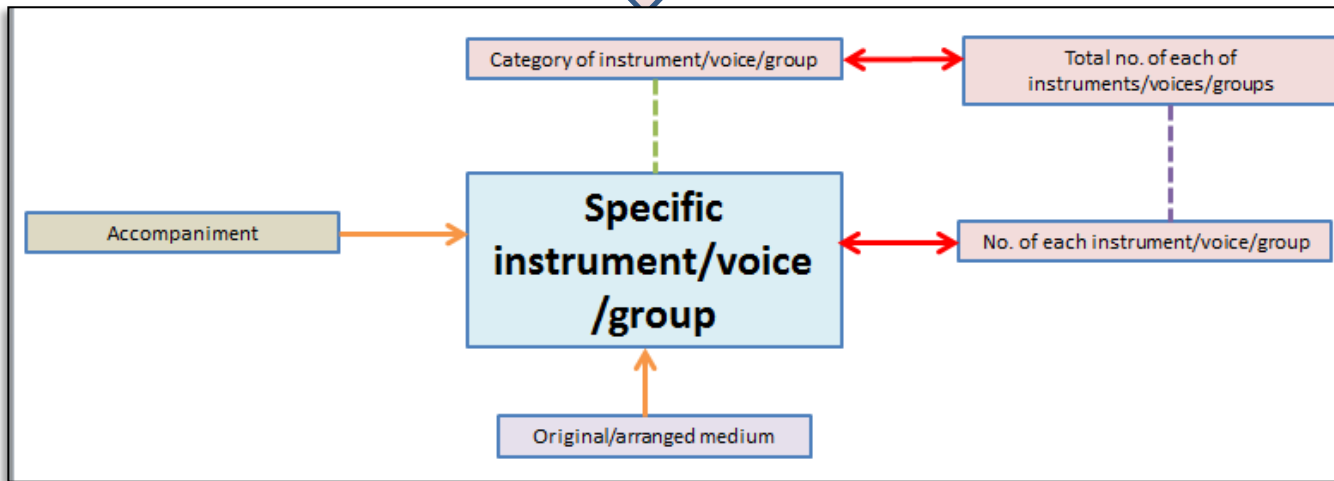 Category of instrument/voice/group
Total no. of each of
instruments/voices/groups
Accompaniment
Specific
instrument/voice
/group
No. of each instrument/voice/group
Original/arranged medium